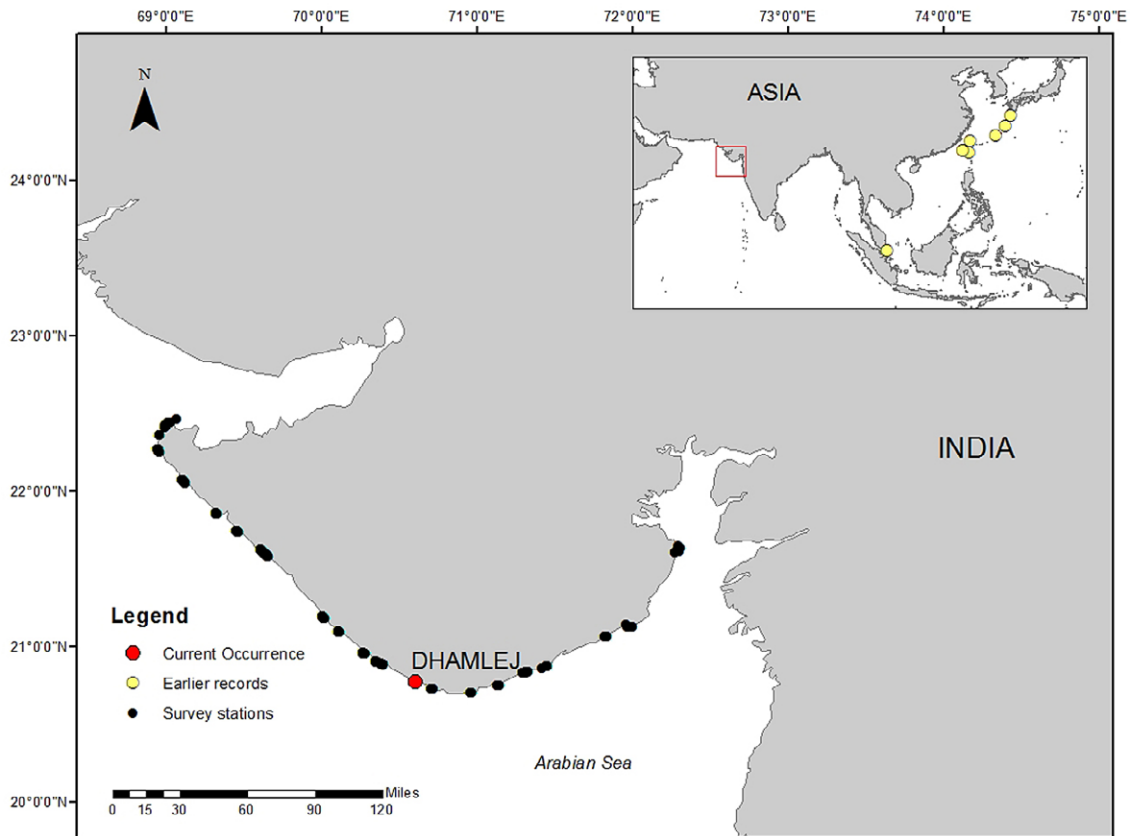 69°0'0"E 70°0'0"E 71°0'0"E 72°0'0"E 73°0'0"E 74°0'0"E 75°0'0"E
N
ASIA
24°0'0"N
23°0'0"N
22°0'0"N
21°0'0"N
20°0'0"N
INDIA
DHAMLEJ
Arabian Sea
Legend
Current Occurrence
Earlier records
Survey stations
Miles
0 15 30 60 90 120